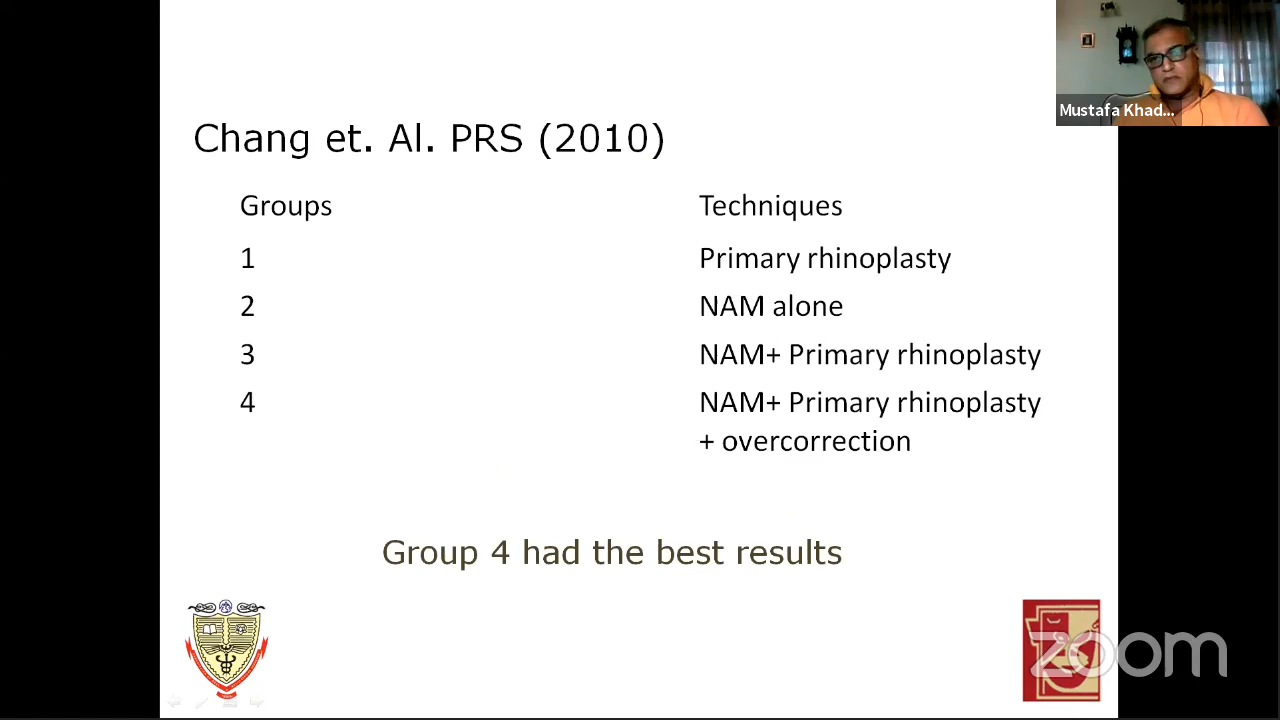 Mustafa Khad...
Chang et. Al. PRS (2010)
Groups Techniques
1 Primary rhinoplasty
2 NAM alone
3 NAM+ Primary rhinoplasty
4 NAM+ Primary rhinoplasty
+ overcorrection
Group 4 had the best results
zoom